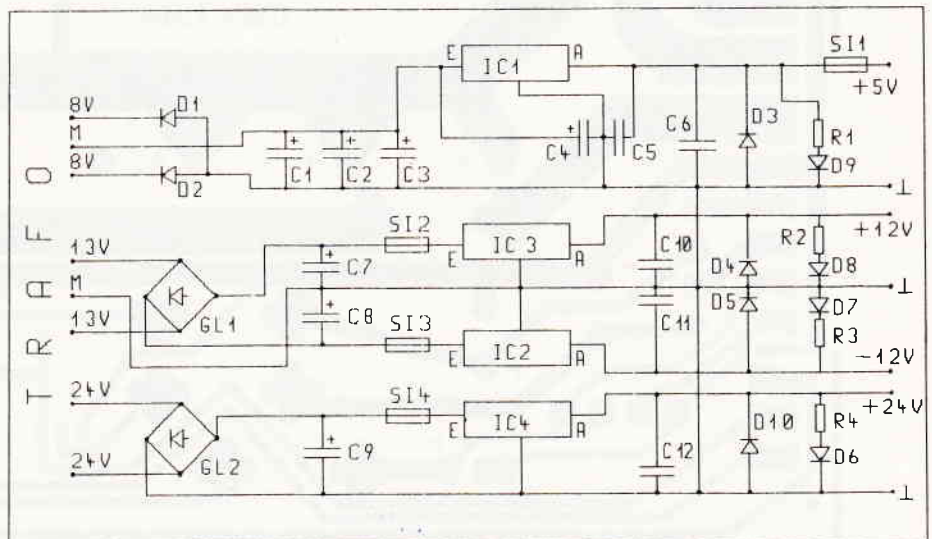 SI1
E IC1 A
+5V
8V D1
M
8V
D2
C1 C2 C3 C4 C5 C6 D3 R1
D9
⊥
TRAFO
13V
M
13V
GL1
SI2
E IC3 A
C7
C8
SI3
E IC2 A
C10
C11
D4
D5
R2
D8
D7
R3
+12V
⊥
-12V
24V
24V
GL2
SI4
E IC4 A
C9
C12
D10
R4
D6
+24V
⊥
+ + + + + + +